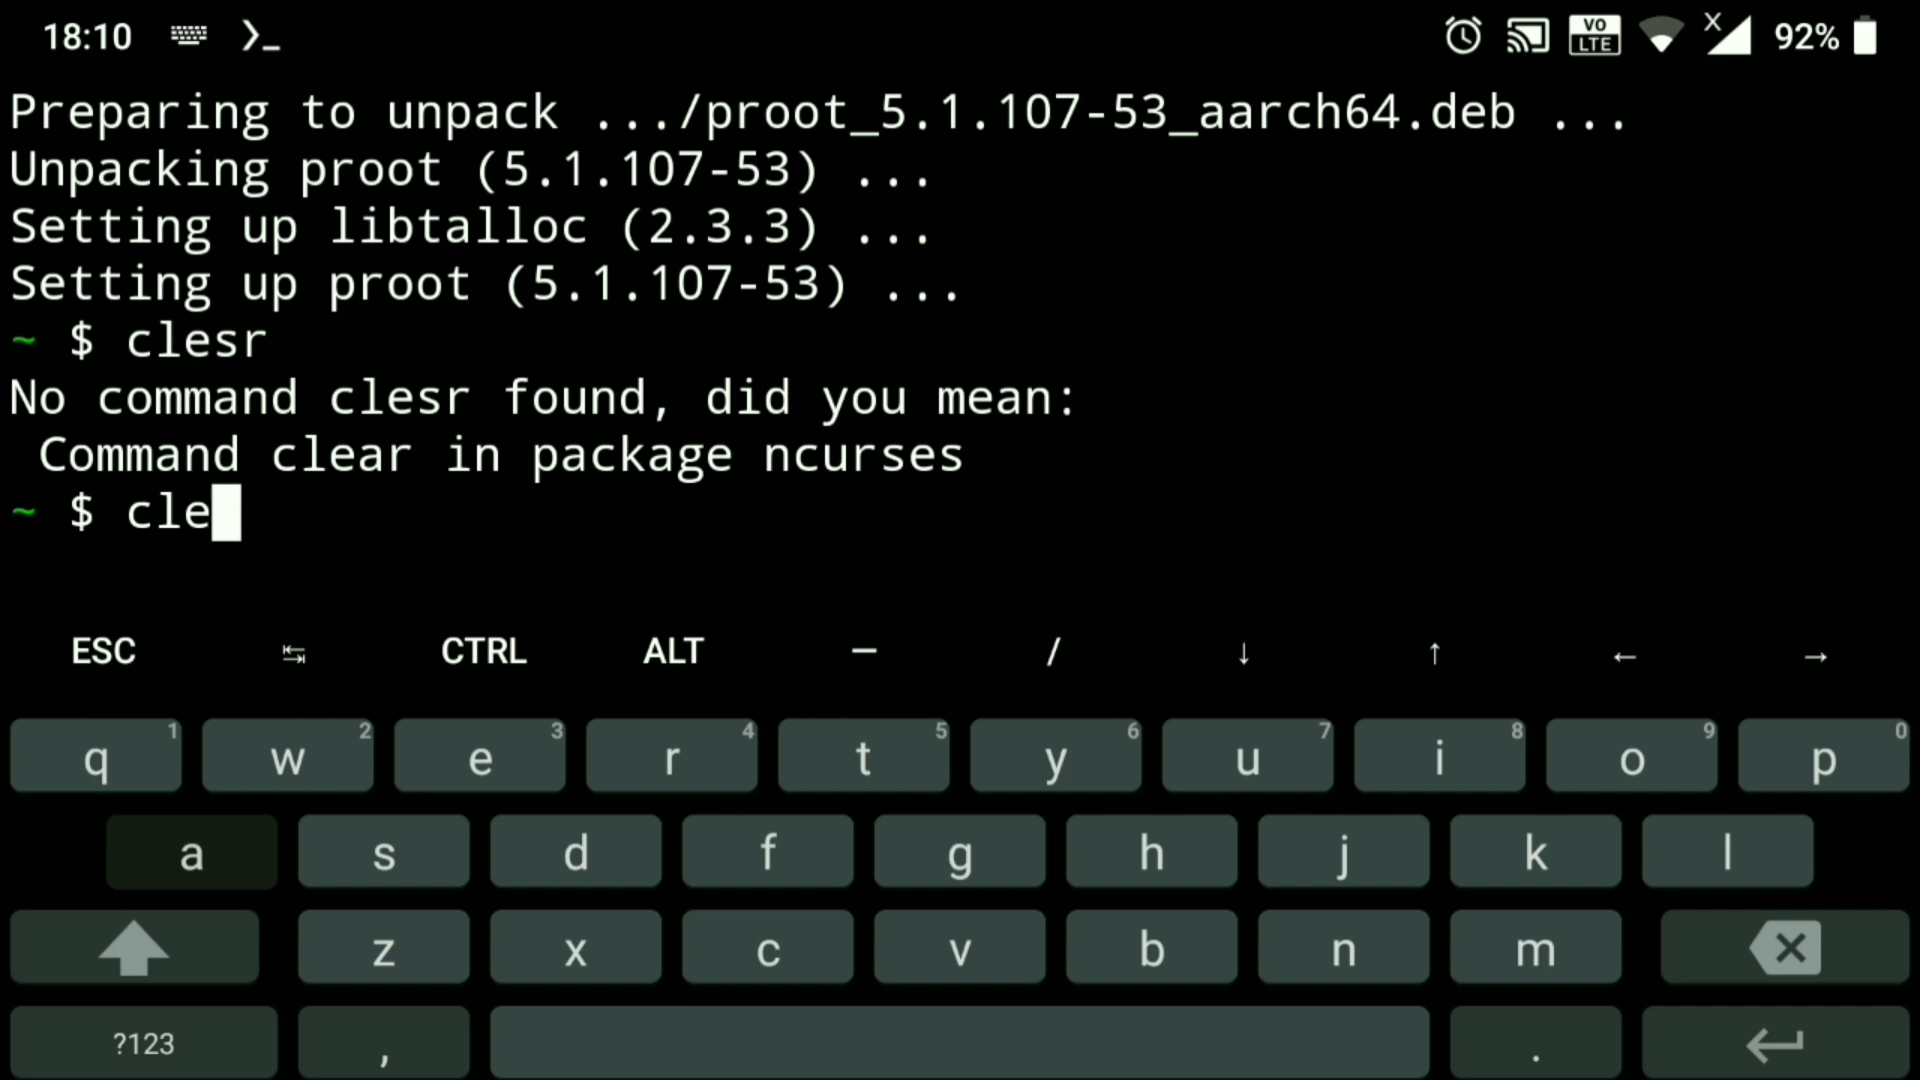 18:10 VO LTE 92%
Preparing to unpack .../proot_5.1.107-53_aarch64.deb ...
Unpacking proot (5.1.107-53) ...
Setting up libtalloc (2.3.3) ...
Setting up proot (5.1.107-53) ...
~ $ clesr
No command clesr found, did you mean:
 Command clear in package ncurses
~ $ cle
ESC ↹ CTRL ALT — / ↓ ↑ ← →
q 1 w 2 e 3 r 4 t 5 y 6 u 7 i 8 o 9 p 0
a s d f g h j k l
z x c v b n m
?123 , .